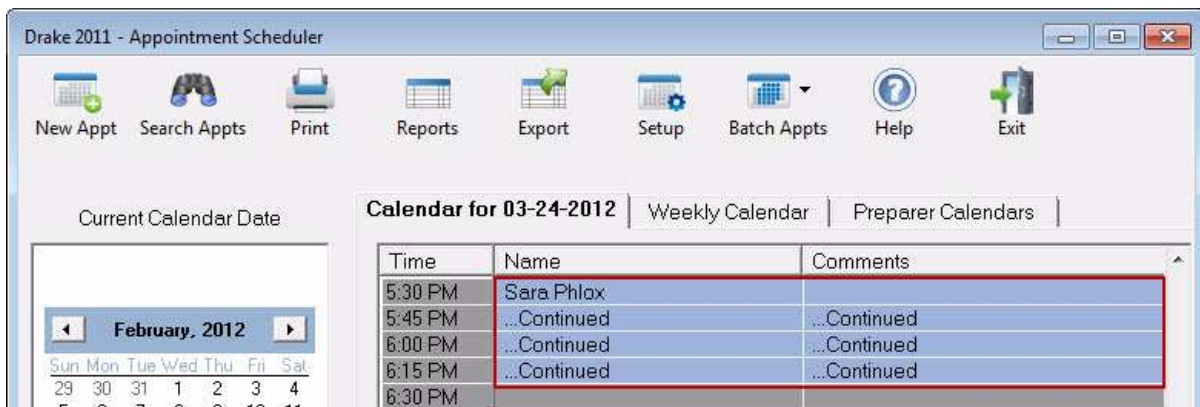 Drake 2011 - Appointment Scheduler
New Appt Search Appts Print Reports Export Setup Batch Appts Help Exit
Current Calendar Date
Calendar for 03-24-2012 Weekly Calendar Preparer Calendars
Time Name Comments
5:30 PM Sara Phlox
5:45 PM ...Continued ...Continued
6:00 PM ...Continued ...Continued
6:15 PM ...Continued ...Continued
6:30 PM
February, 2012
Sun Mon Tue Wed Thu Fri Sat
29 30 31 1 2 3 4